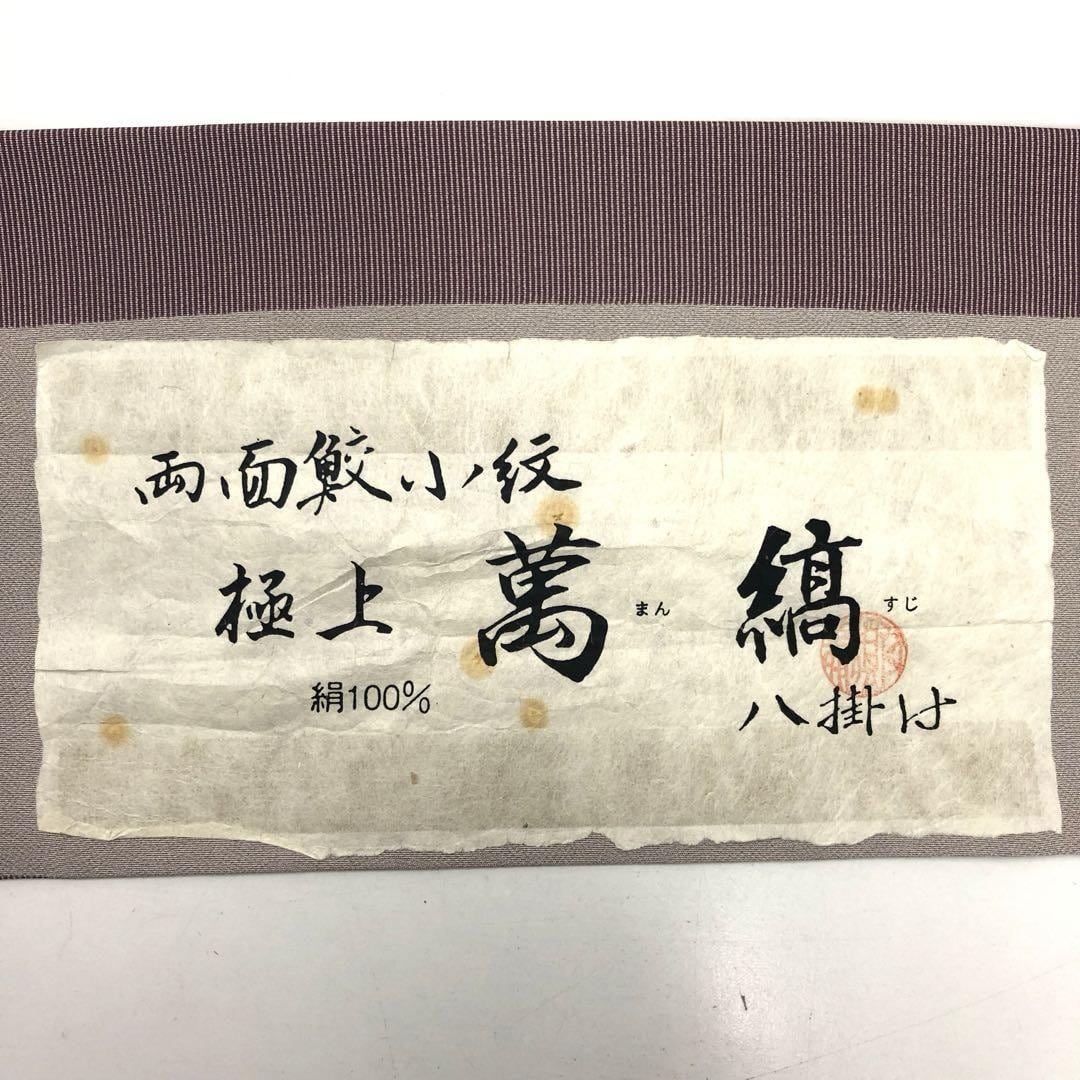 両面鮫小紋
極上 萬 まん 縞 すじ
絹100%
八掛付